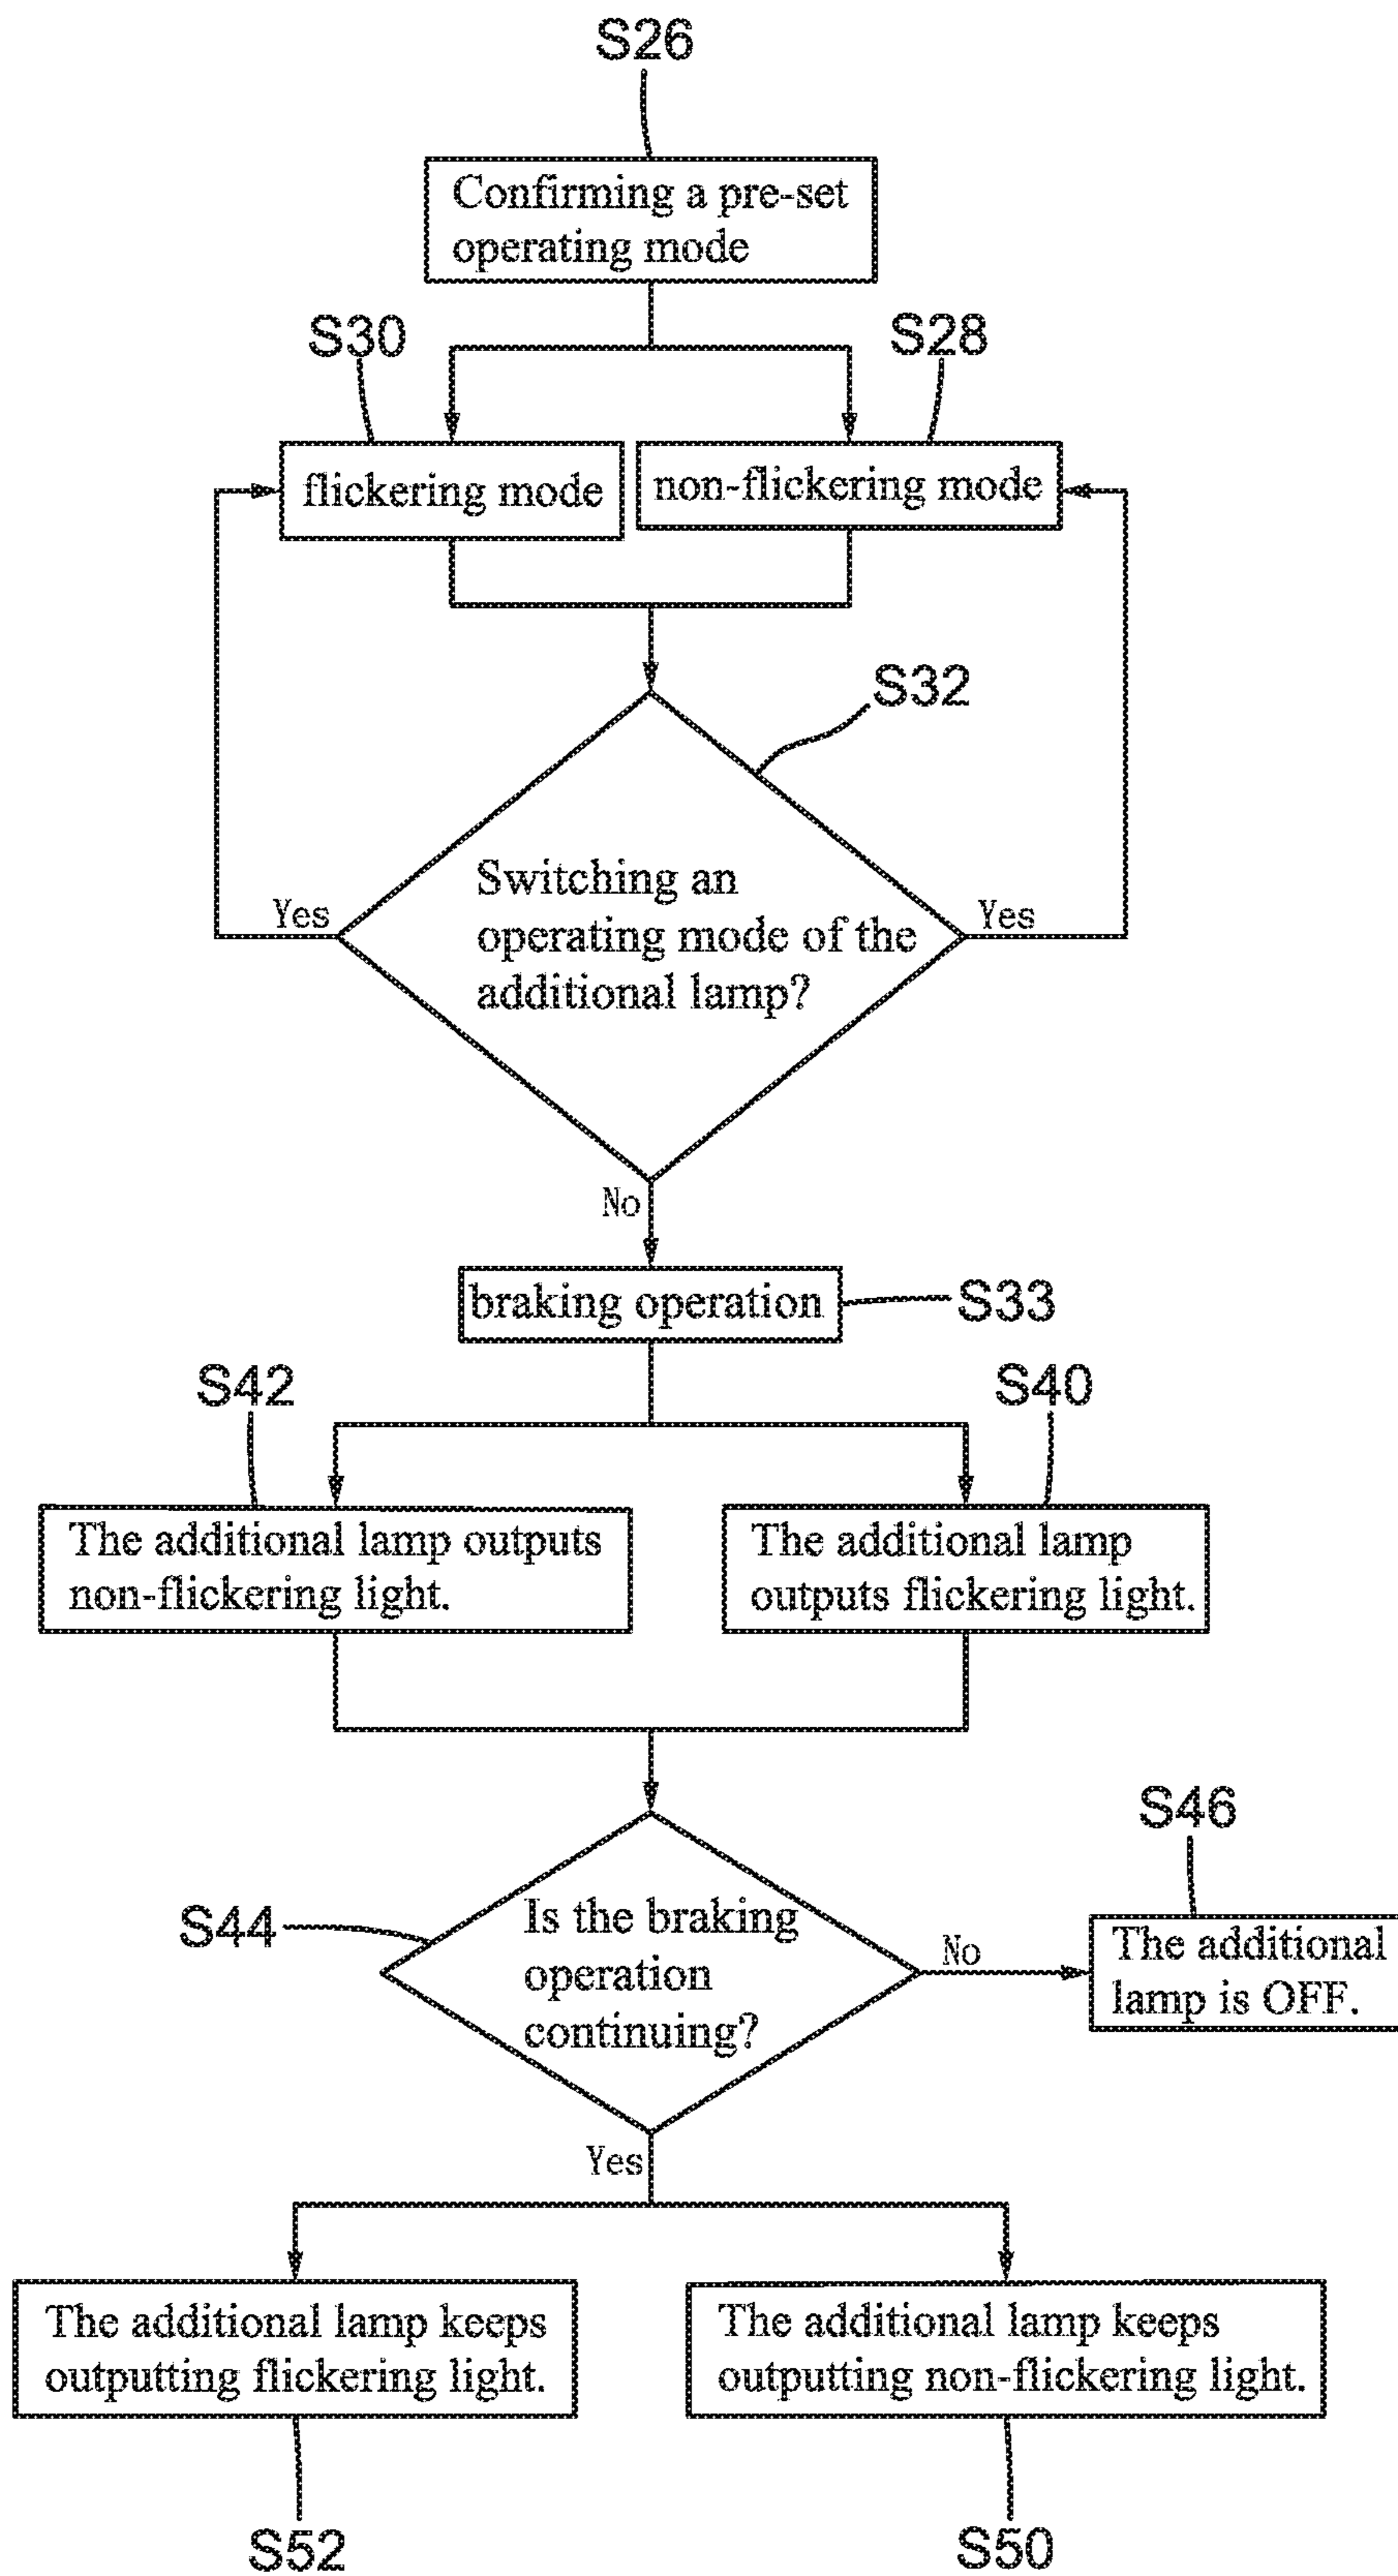 S26
Confirming a pre-set
operating mode
S30
S28
flickering mode
non-flickering mode
S32
Switching an
operating mode of the
additional lamp?
Yes
Yes
No
braking operation
S33
S42
S40
The additional lamp outputs
non-flickering light.
The additional lamp
outputs flickering light.
S46
S44
Is the braking
operation
continuing?
No
The additional
lamp is OFF.
Yes
The additional lamp keeps
outputting flickering light.
The additional lamp keeps
outputting non-flickering light.
S52
S50